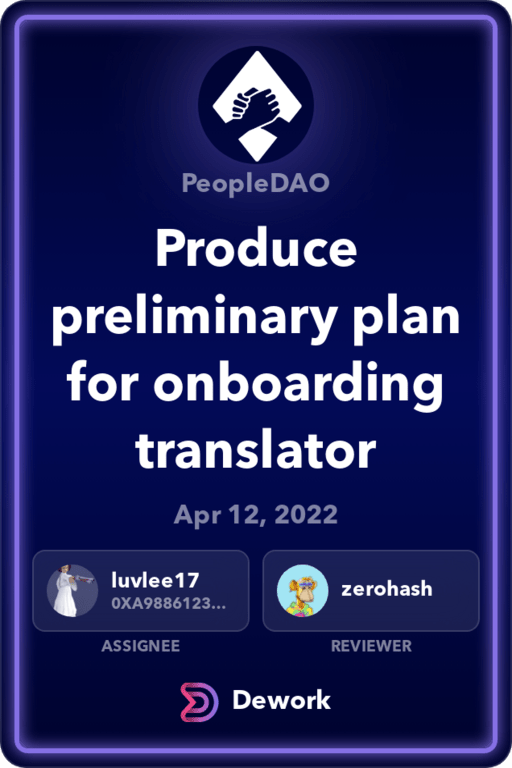 PeopleDAO
Produce
preliminary plan
for onboarding
translator
Apr 12, 2022
luvlee17
0XA9886123...
ASSIGNEE
zerohash
REVIEWER
Dework